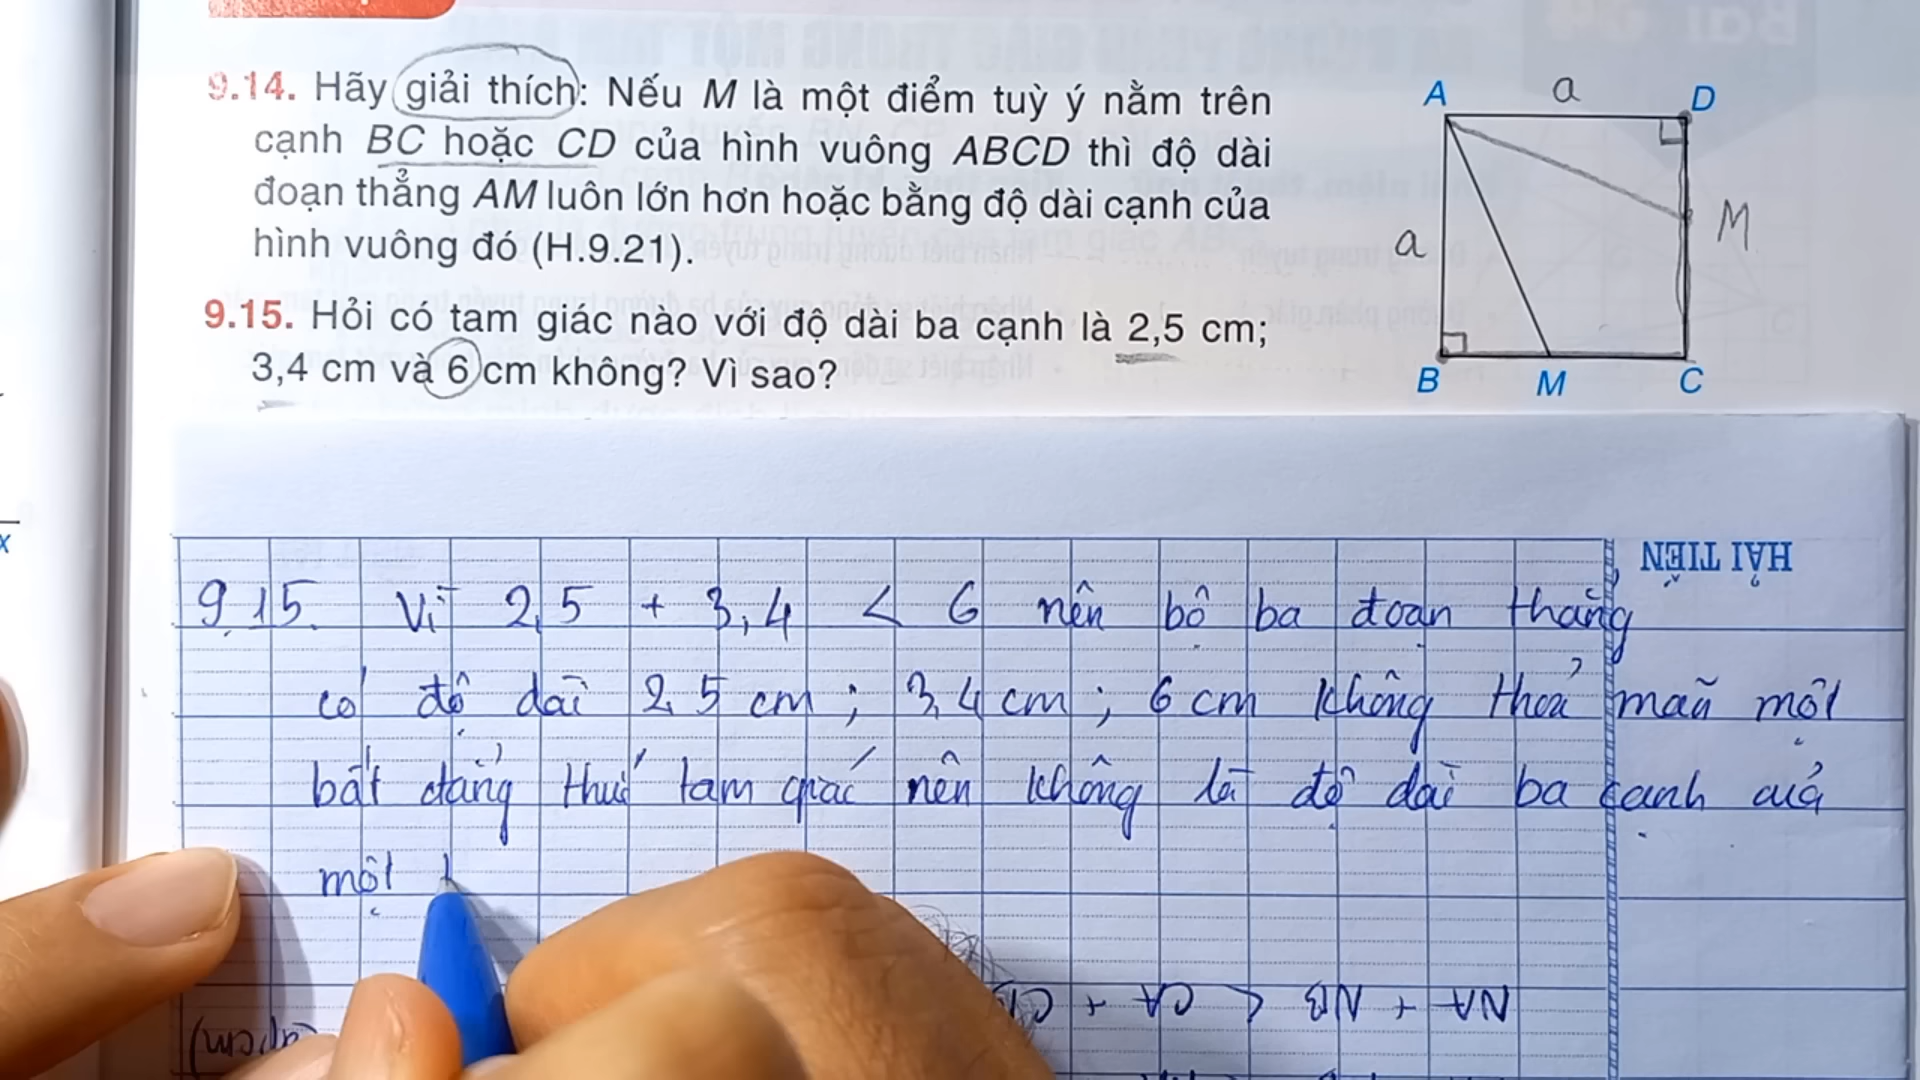 9.14. Hãy giải thích: Nếu M là một điểm tuỳ ý nằm trên
cạnh BC hoặc CD của hình vuông ABCD thì độ dài
đoạn thẳng AM luôn lớn hơn hoặc bằng độ dài cạnh của
hình vuông đó (H.9.21).
9.15. Hỏi có tam giác nào với độ dài ba cạnh là 2,5 cm;
3,4 cm và 6 cm không? Vì sao?
A a D
a M
B M C
x
HẢI TIẾN
9.15. Vì 2,5 + 3,4 < 6 nên bộ ba đoạn thẳng
có độ dài 2,5 cm; 3,4 cm; 6 cm không thoả mãn một
bất đẳng thức tam giác nên không là độ dài ba cạnh của
một
NA + NB < CA +